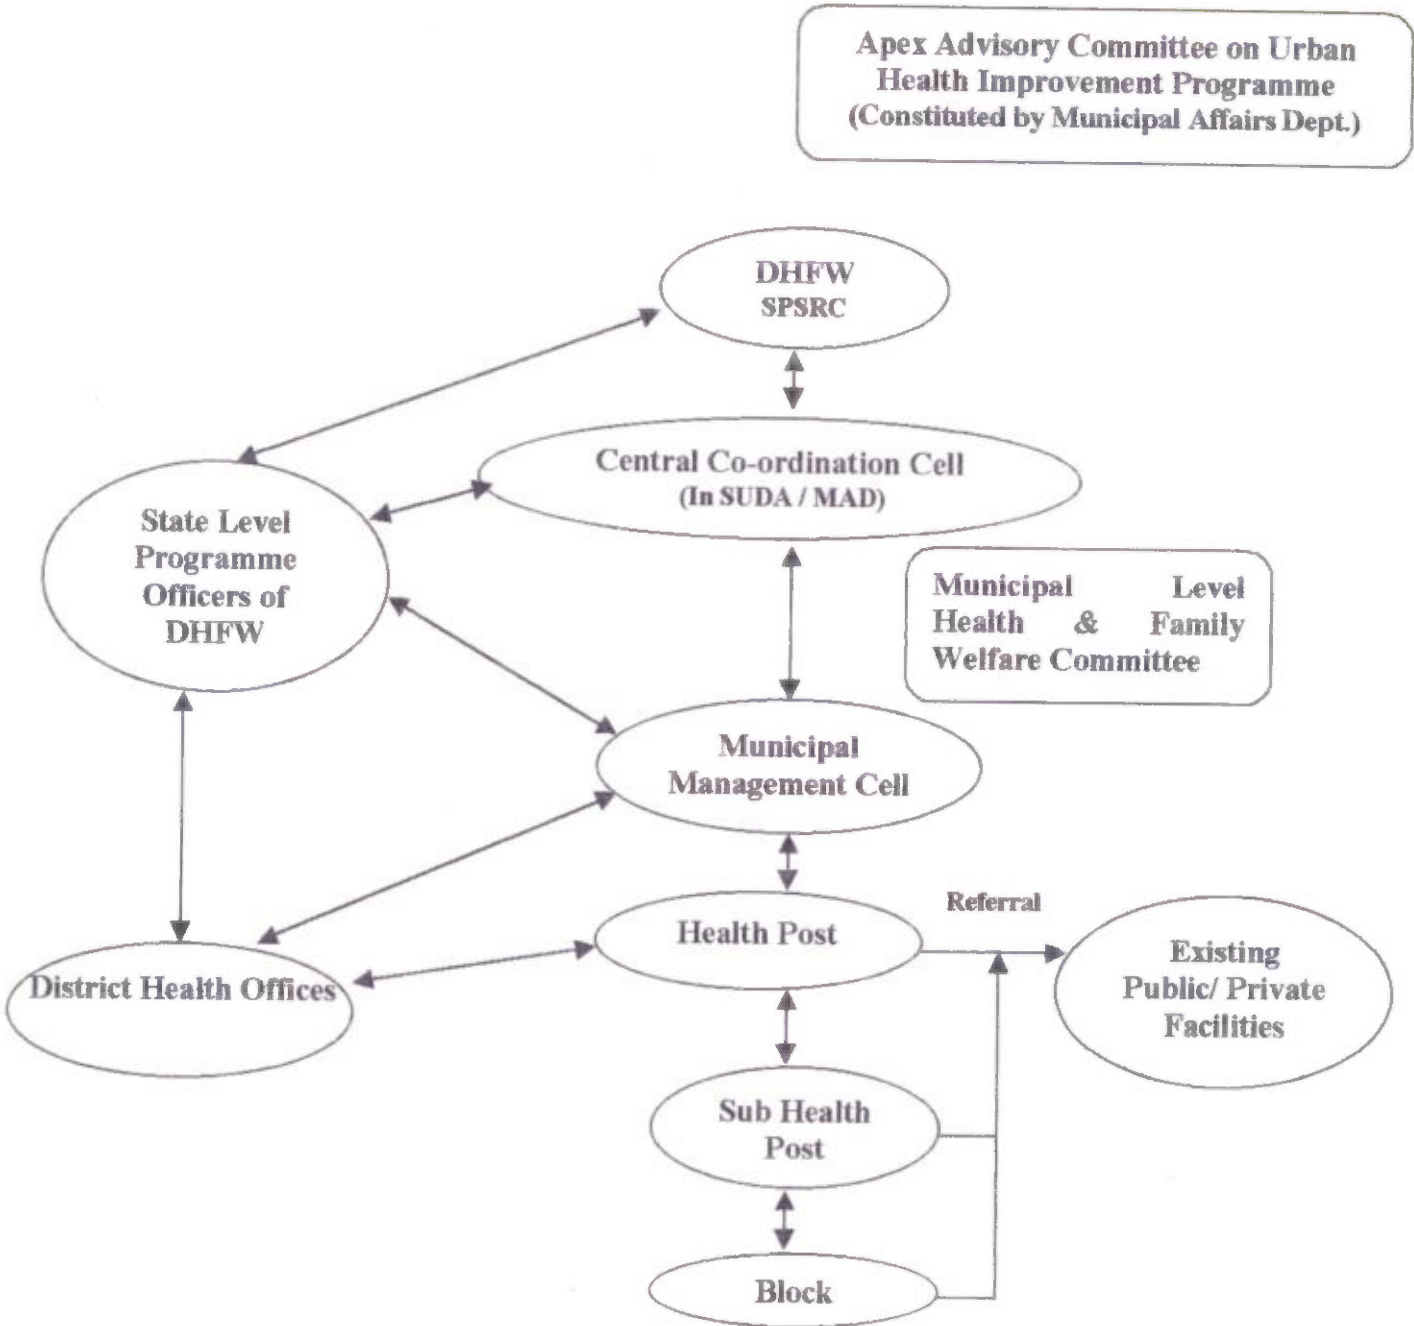 Apex Advisory Committee on Urban
Health Improvement Programme
(Constituted by Municipal Affairs Dept.)
DHFW
SPSRC
Central Co-ordination Cell
(In SUDA / MAD)
State Level
Programme
Officers of
DHFW
Municipal Level
Health & Family
Welfare Committee
Municipal
Management Cell
Referral
Health Post
Existing
Public/ Private
Facilities
District Health Offices
Sub Health
Post
Block